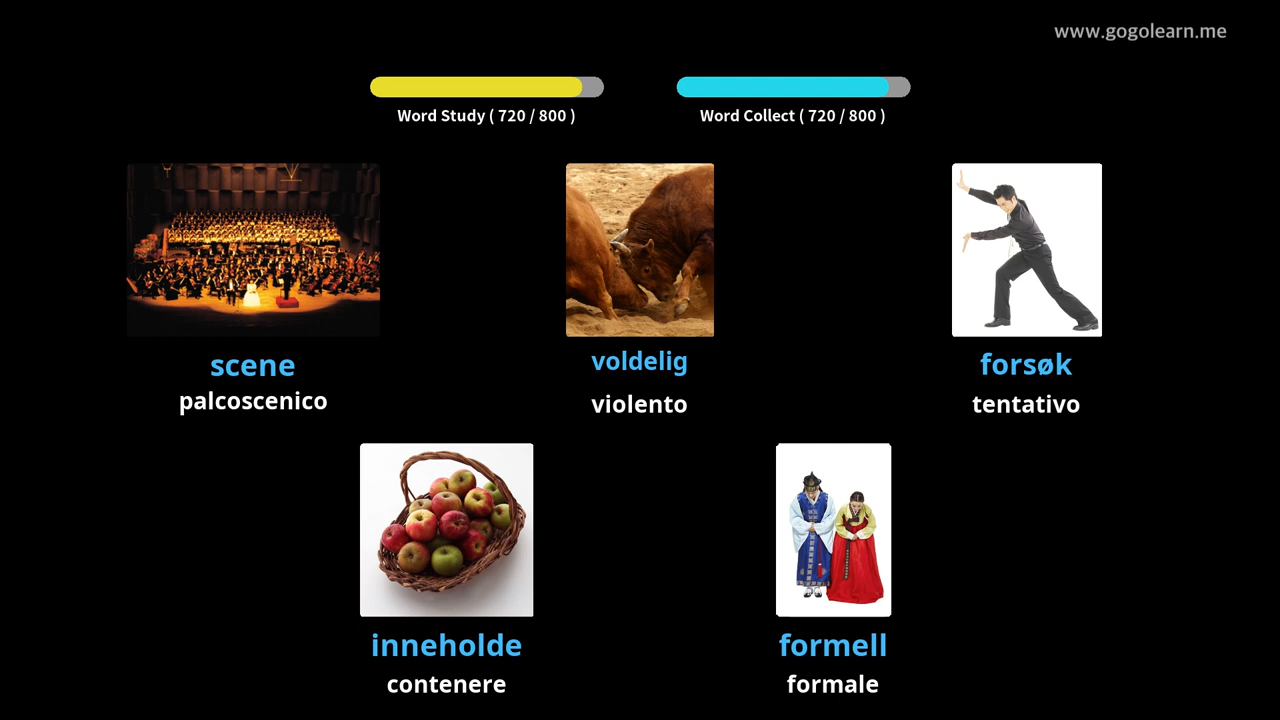 www.gogolearn.me
Word Study ( 720 / 800 )
Word Collect ( 720 / 800 )
scene
palcoscenico
voldelig
violento
forsøk
tentativo
inneholde
contenere
formell
formale